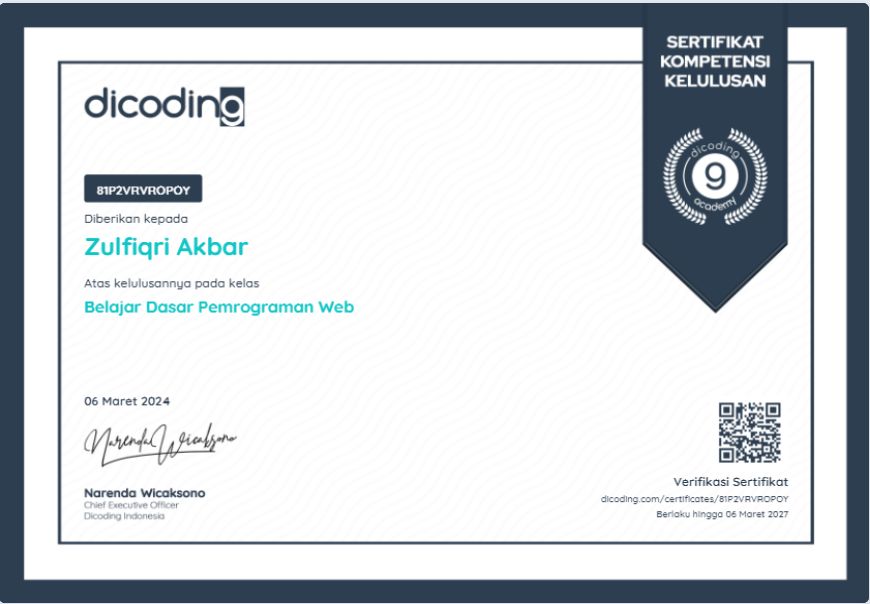 SERTIFIKAT
KOMPETENSI
KELULUSAN
dicoding
dicoding
9
academy
81P2VRVROPOY
Diberikan kepada
Zulfiqri Akbar
Atas kelulusannya pada kelas
Belajar Dasar Pemrograman Web
06 Maret 2024
Narenda Wicaksono
Narenda Wicaksono
Chief Executive Officer
Dicoding Indonesia
Verifikasi Sertifikat
dicoding.com/certificates/81P2VRVROPOY
Berlaku hingga 06 Maret 2027